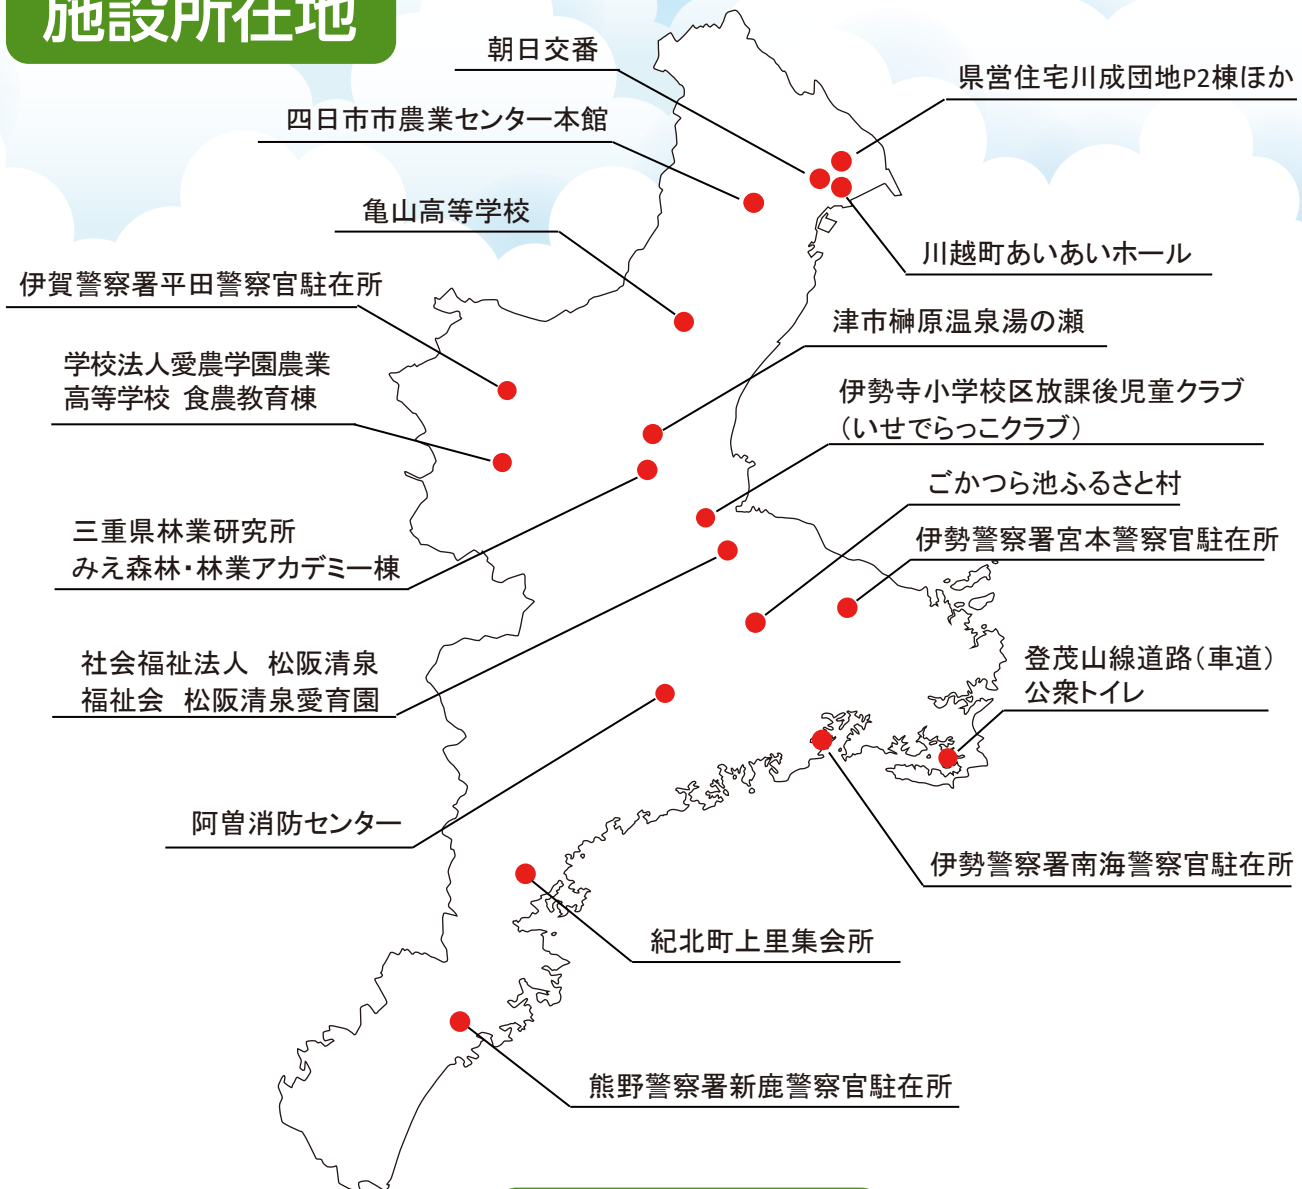 施設所在地
朝日交番
県営住宅川成団地P2棟ほか
四日市市農業センター本館
亀山高等学校
川越町あいあいホール
伊賀警察署平田警察官駐在所
津市榊原温泉湯の瀬
学校法人愛農学園農業
高等学校 食農教育棟
伊勢寺小学校区放課後児童クラブ
（いせでらっこクラブ）
ごかつら池ふるさと村
三重県林業研究所
みえ森林・林業アカデミー棟
伊勢警察署宮本警察官駐在所
社会福祉法人　松阪清泉
福祉会　松阪清泉愛育園
登茂山線道路（車道）
公衆トイレ
阿曽消防センター
伊勢警察署南海警察官駐在所
紀北町上里集会所
熊野警察署新鹿警察官駐在所